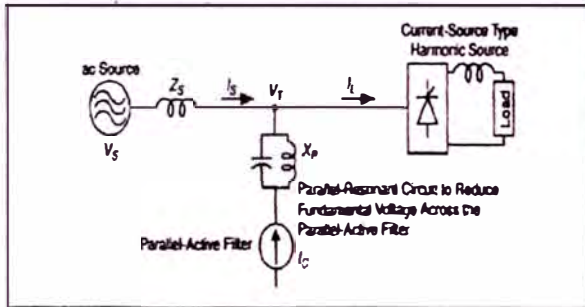 Current-Source Type
Harmonic Source
ac Source
Z_S
I_S
V_T
I_L
Load
V_S
X_P
Parallel-Resonant Circuit to Reduce
Fundamental Voltage Across the
Parallel-Active Filter
Parallel-Active Filter
I_C